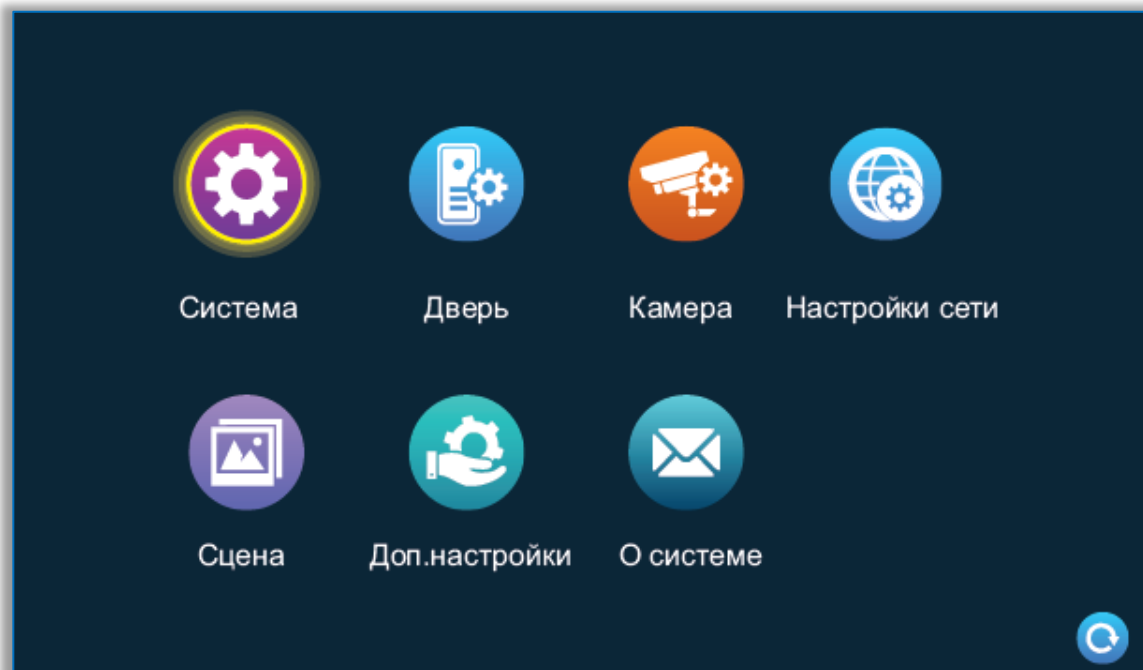 Система
Дверь
Камера
Настройки сети
Сцена
Доп.настройки
О системе